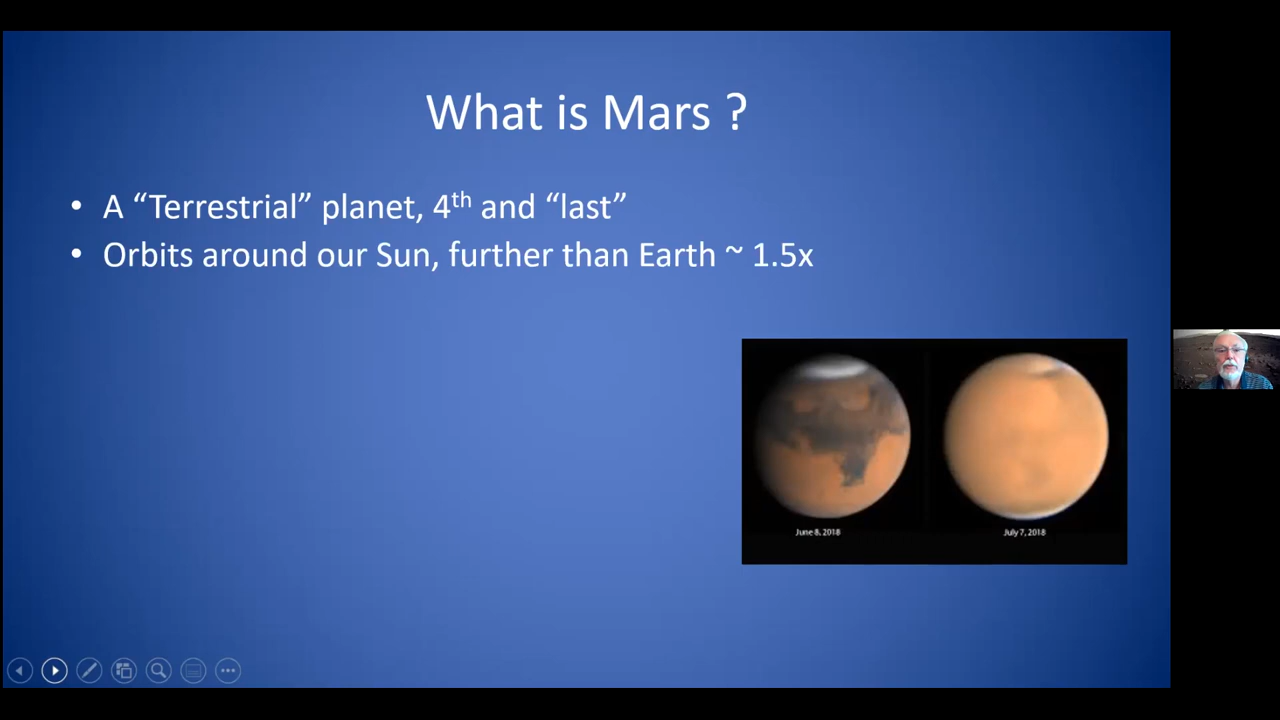 What is Mars ?
• A “Terrestrial” planet, 4th and “last”
• Orbits around our Sun, further than Earth ~ 1.5x
June 8, 2018
July 7, 2018